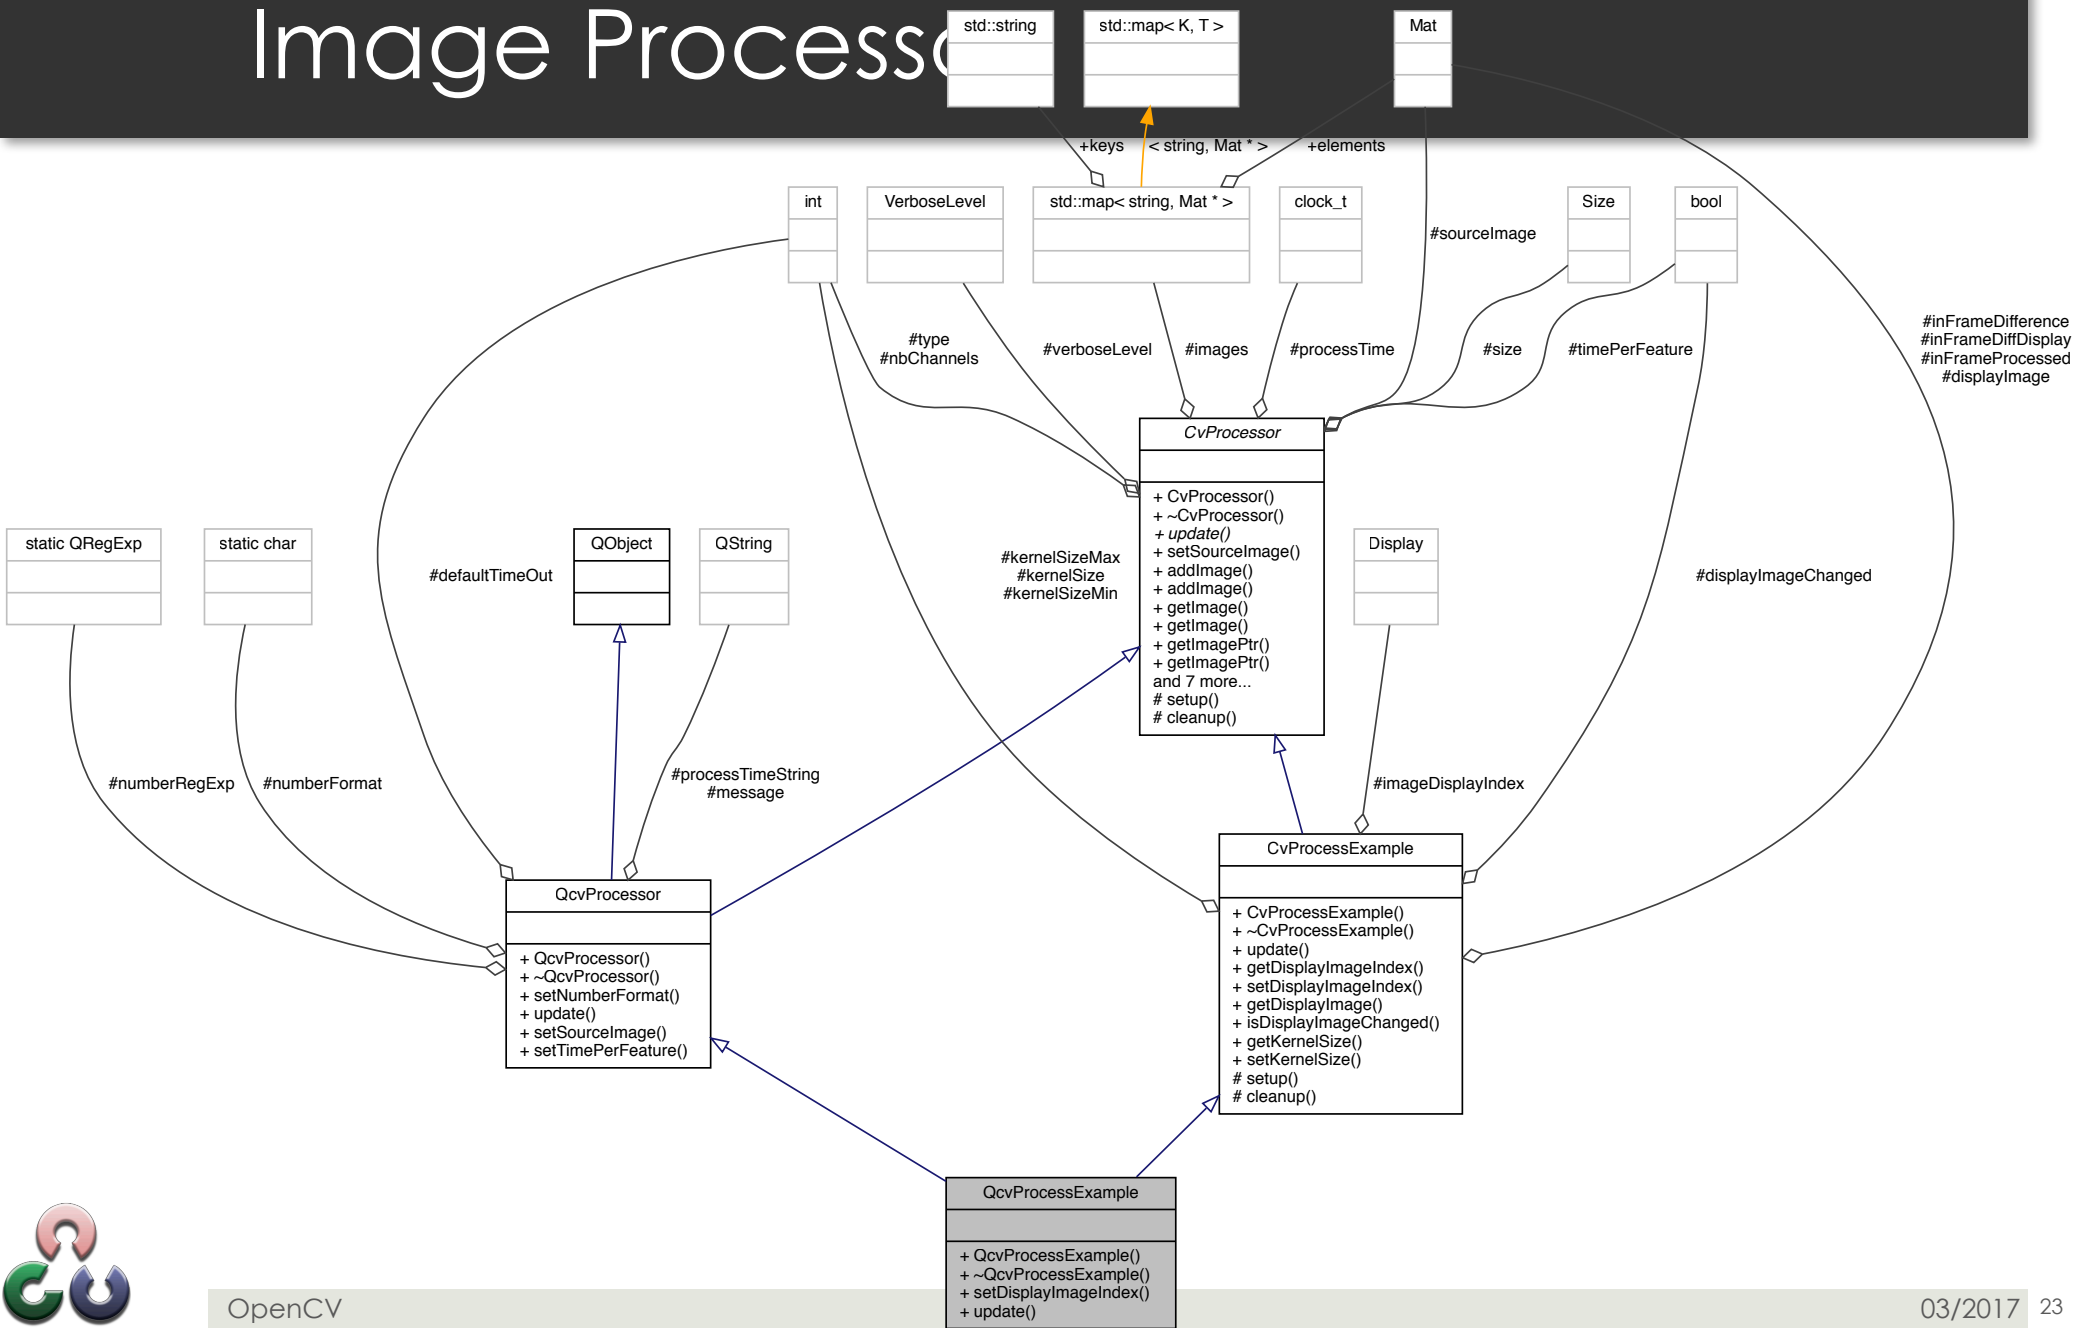 Image Processo
std::string
std::map< K, T >
Mat
+keys
< string, Mat * >
+elements
int
VerboseLevel
std::map< string, Mat * >
clock_t
Size
bool
#sourceImage
#type
#nbChannels
#verboseLevel
#images
#processTime
#size
#timePerFeature
#inFrameDifference
#inFrameDiffDisplay
#inFrameProcessed
#displayImage
CvProcessor
+ CvProcessor()
+ ~CvProcessor()
+ update()
+ setSourceImage()
+ addImage()
+ addImage()
+ getImage()
+ getImage()
+ getImagePtr()
+ getImagePtr()
and 7 more...
# setup()
# cleanup()
static QRegExp
static char
#defaultTimeOut
QObject
QString
#kernelSizeMax
#kernelSize
#kernelSizeMin
Display
#displayImageChanged
#numberRegExp
#numberFormat
#processTimeString
#message
#imageDisplayIndex
QcvProcessor
+ QcvProcessor()
+ ~QcvProcessor()
+ setNumberFormat()
+ update()
+ setSourceImage()
+ setTimePerFeature()
CvProcessExample
+ CvProcessExample()
+ ~CvProcessExample()
+ update()
+ getDisplayImageIndex()
+ setDisplayImageIndex()
+ getDisplayImage()
+ isDisplayImageChanged()
+ getKernelSize()
+ setKernelSize()
# setup()
# cleanup()
QcvProcessExample
+ QcvProcessExample()
+ ~QcvProcessExample()
+ setDisplayImageIndex()
+ update()
OpenCV
03/2017
23